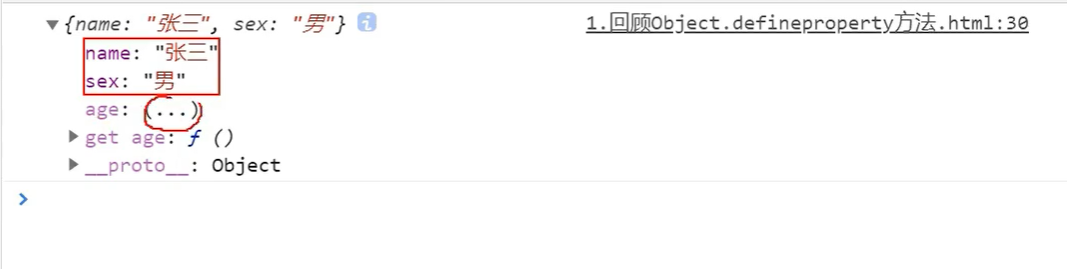 ▼{name: "张三", sex: "男"} i 1.回顾Object.defineproperty方法.html:30
name: "张三"
sex: "男"
age: (...)
▶ get age: ƒ ()
▶ __proto__: Object
>